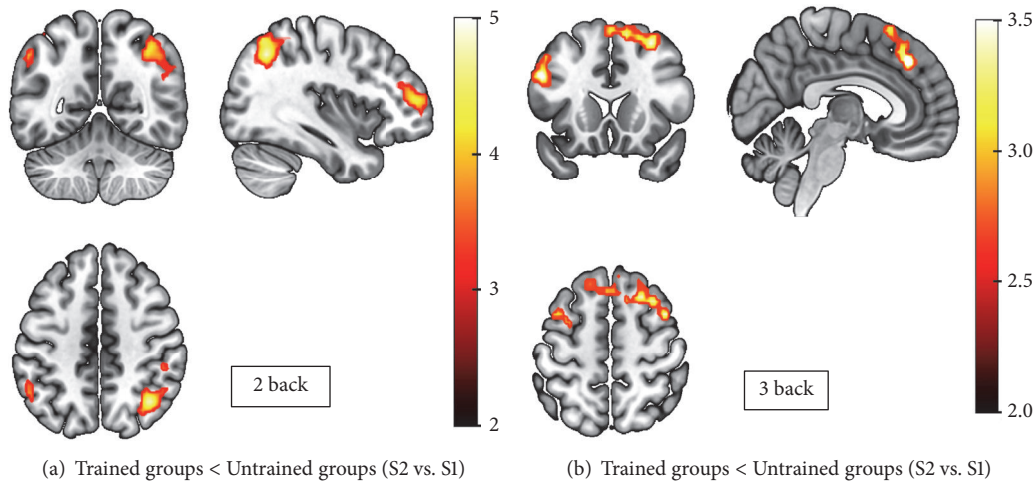 5
4
3
2
2 back
(a) Trained groups < Untrained groups (S2 vs. S1)
3.5
3.0
2.5
2.0
3 back
(b) Trained groups < Untrained groups (S2 vs. S1)